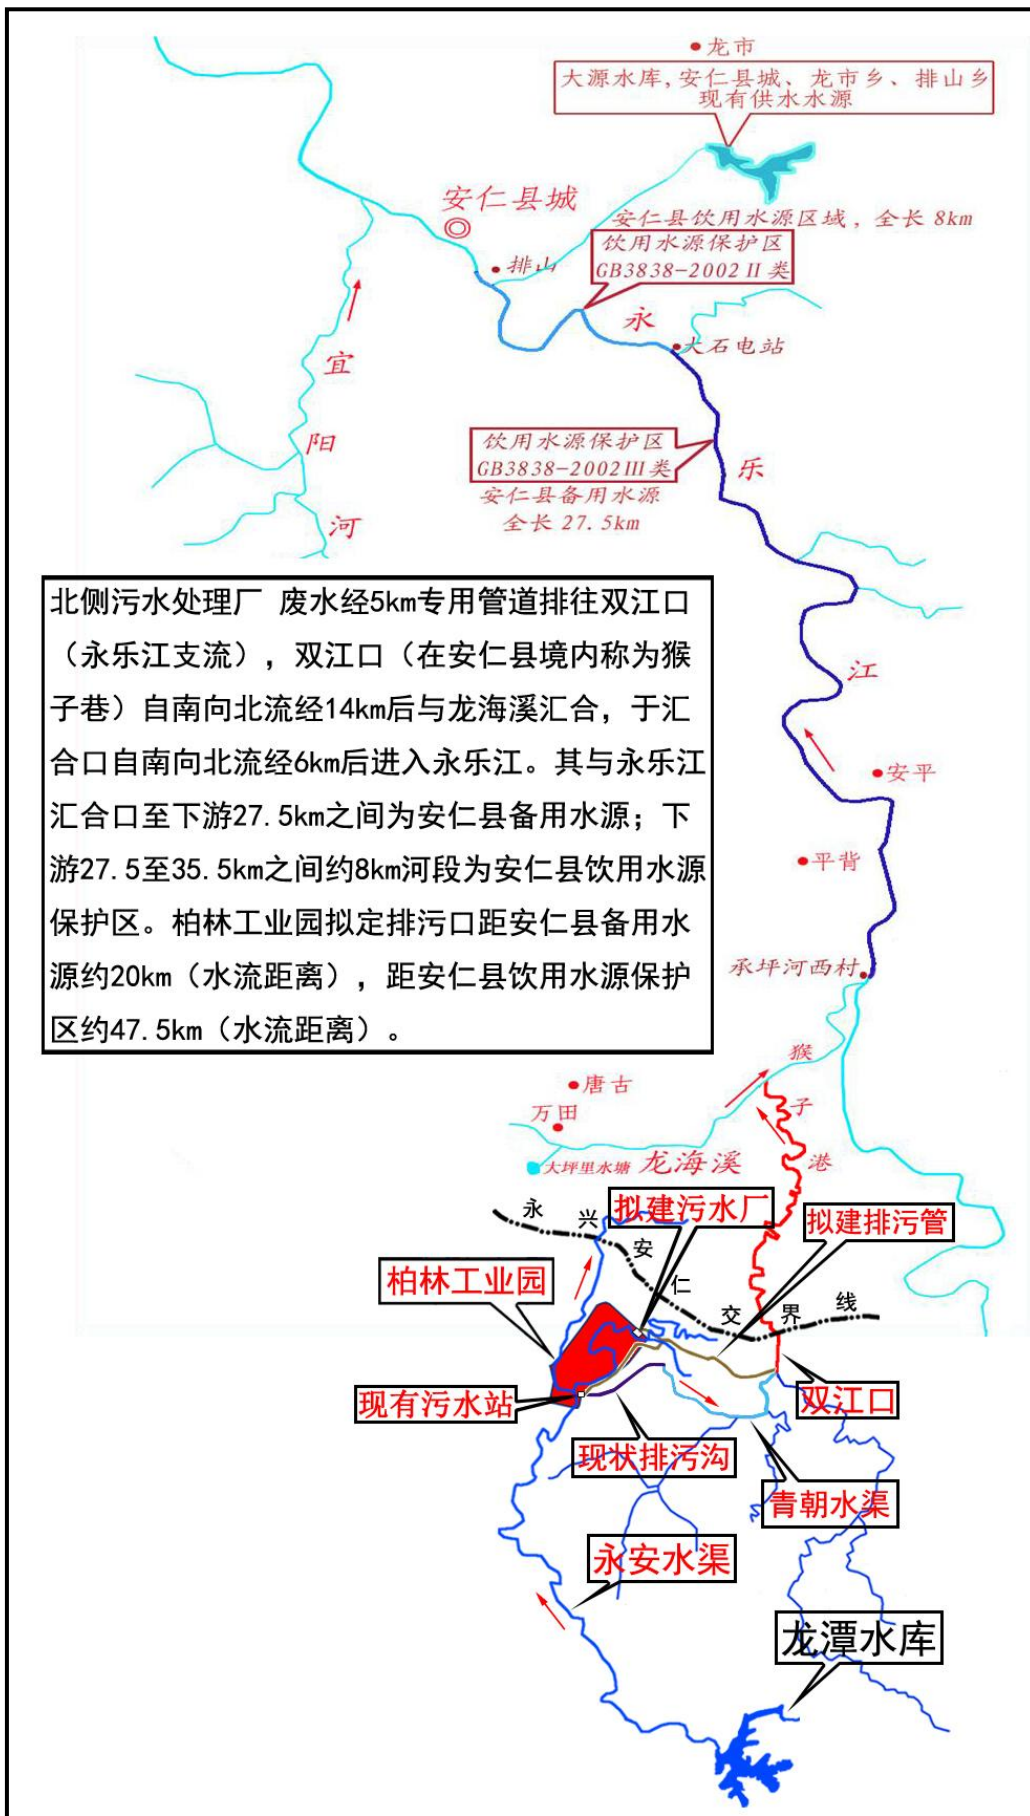 龙市
大源水库,安仁县城、龙市乡、排山乡
现有供水水源
安仁县城
安仁县饮用水源区域，全长 8km
排山
饮用水源保护区
GB3838-2002 II 类
永
大石电站
宜
饮用水源保护区
GB3838-2002 III 类
乐
阳
安仁县备用水源
全长 27.5km
河
北侧污水处理厂 废水经5km专用管道排往双江口
（永乐江支流），双江口（在安仁县境内称为猴
子巷）自南向北流经14km后与龙海溪汇合，于汇
合口自南向北流经6km后进入永乐江。其与永乐江
汇合口至下游27.5km之间为安仁县备用水源；下
游27.5至35.5km之间约8km河段为安仁县饮用水源
保护区。柏林工业园拟定排污口距安仁县备用水
源约20km（水流距离），距安仁县饮用水源保护
区约47.5km（水流距离）。
江
安平
平背
承坪河西村
猴
唐古
子
万田
港
大坪里水塘
龙海溪
拟建污水厂
拟建排污管
永
兴
安
仁
交
界
线
柏林工业园
现有污水站
双江口
现状排污沟
青朝水渠
永安水渠
龙潭水库